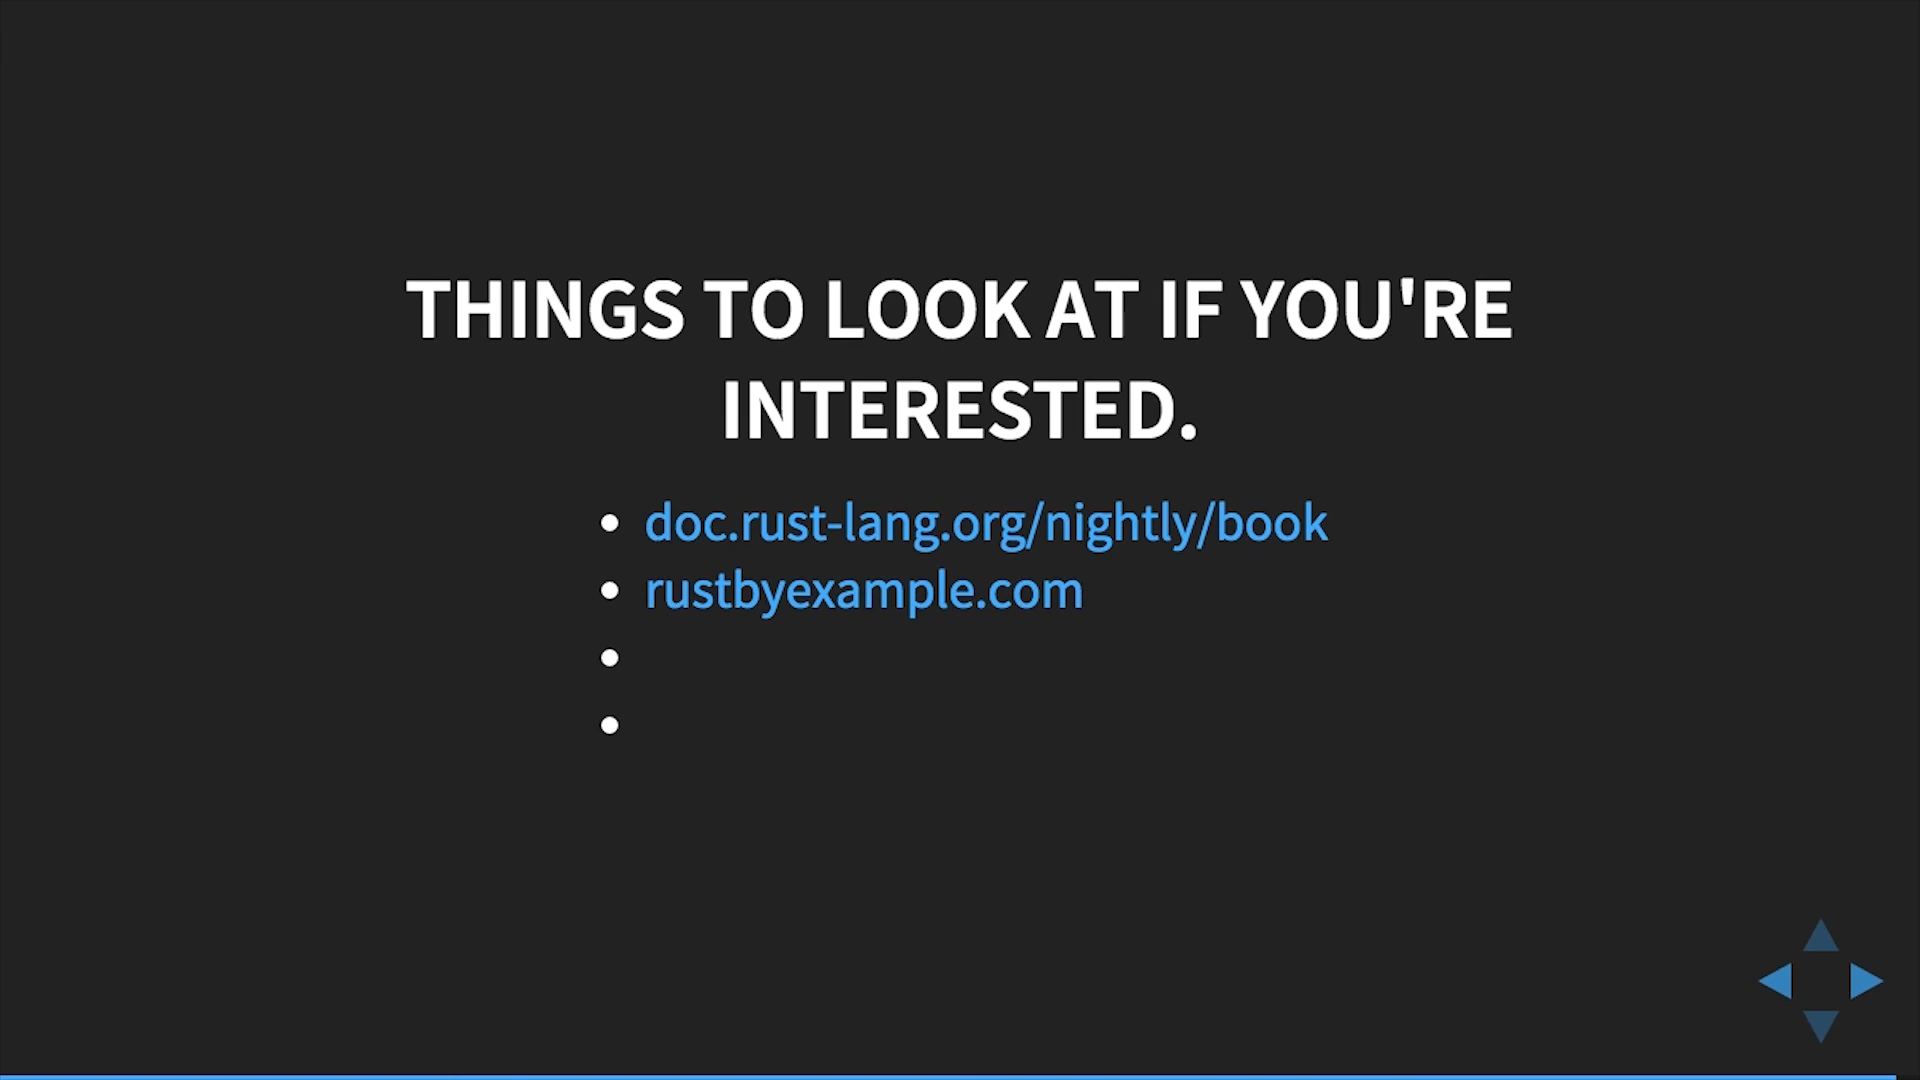 THINGS TO LOOK AT IF YOU'RE
INTERESTED.
doc.rust-lang.org/nightly/book
rustbyexample.com